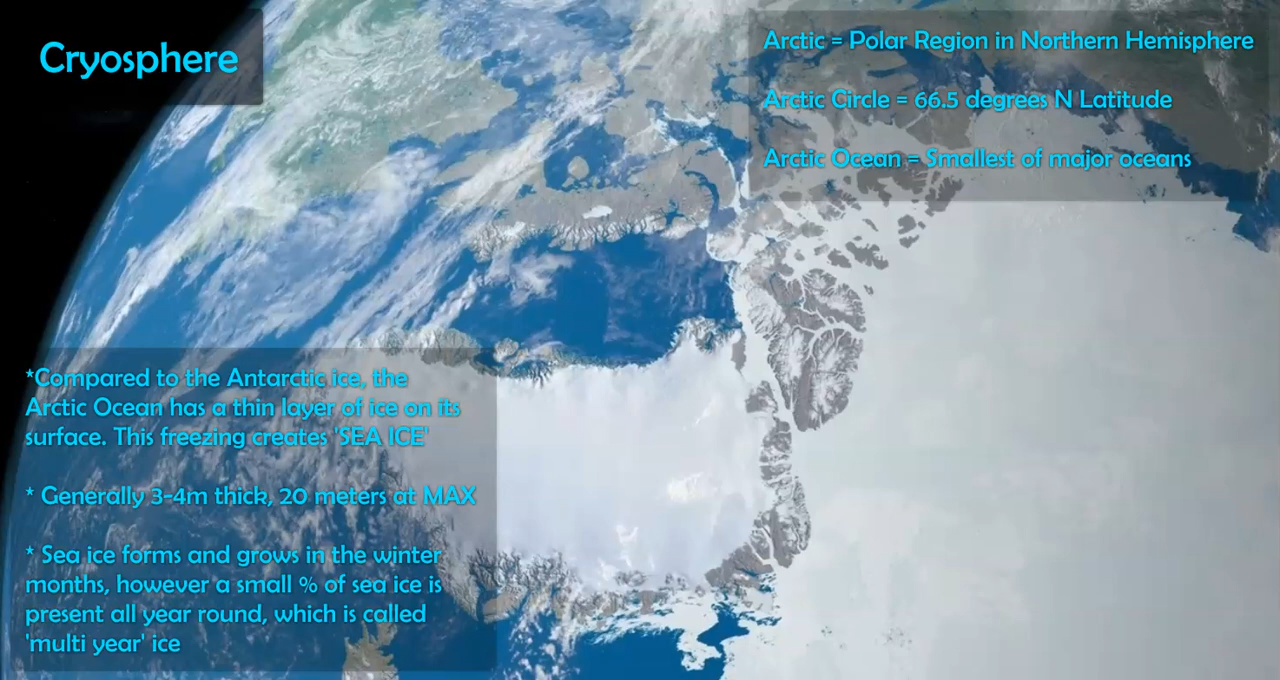 Cryosphere
Arctic = Polar Region in Northern Hemisphere
Arctic Circle = 66.5 degrees N Latitude
Arctic Ocean = Smallest of major oceans
*Compared to the Antarctic ice, the
Arctic Ocean has a thin layer of ice on its
surface. This freezing creates 'SEA ICE'
* Generally 3-4m thick, 20 meters at MAX
* Sea ice forms and grows in the winter
months, however a small % of sea ice is
present all year round, which is called
'multi year' ice